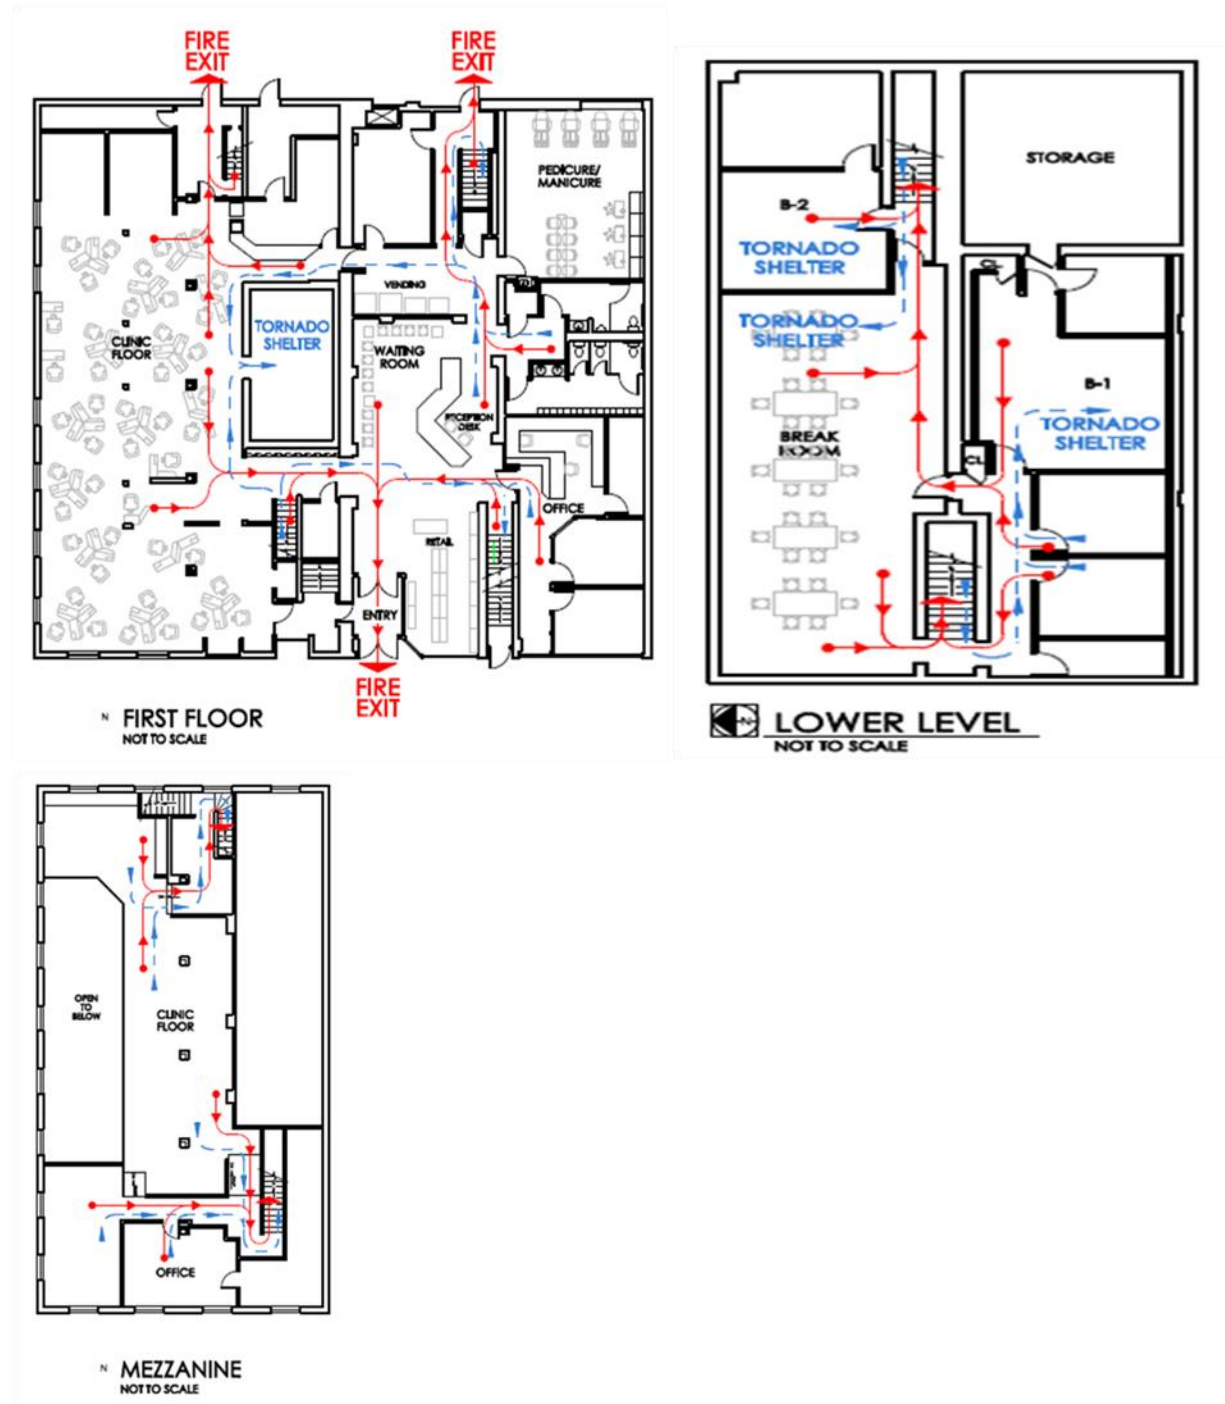 FIRE
EXIT
FIRE
EXIT
PEDICURE/
MANICURE
VENDING
TORNADO
SHELTER
CLINIC
FLOOR
WAITING
ROOM
RECEPTION
DESK
OFFICE
RETAIL
ENTRY
FIRE
EXIT
N FIRST FLOOR
NOT TO SCALE
STORAGE
B-2
TORNADO
SHELTER
CL
TORNADO
SHELTER
B-1
TORNADO
SHELTER
BREAK
ROOM
CL
N LOWER LEVEL
NOT TO SCALE
OPEN
TO
BELOW
CLINIC
FLOOR
OFFICE
N MEZZANINE
NOT TO SCALE